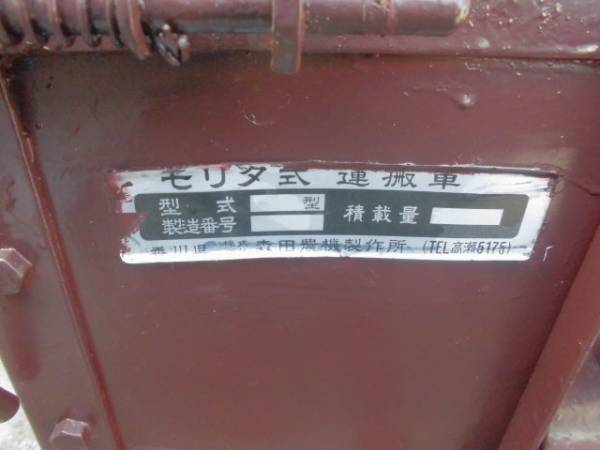 モリタ式 運搬車
型式 型 積載量
製造番号
香川県 森田農機製作所 (TEL高瀬5175)